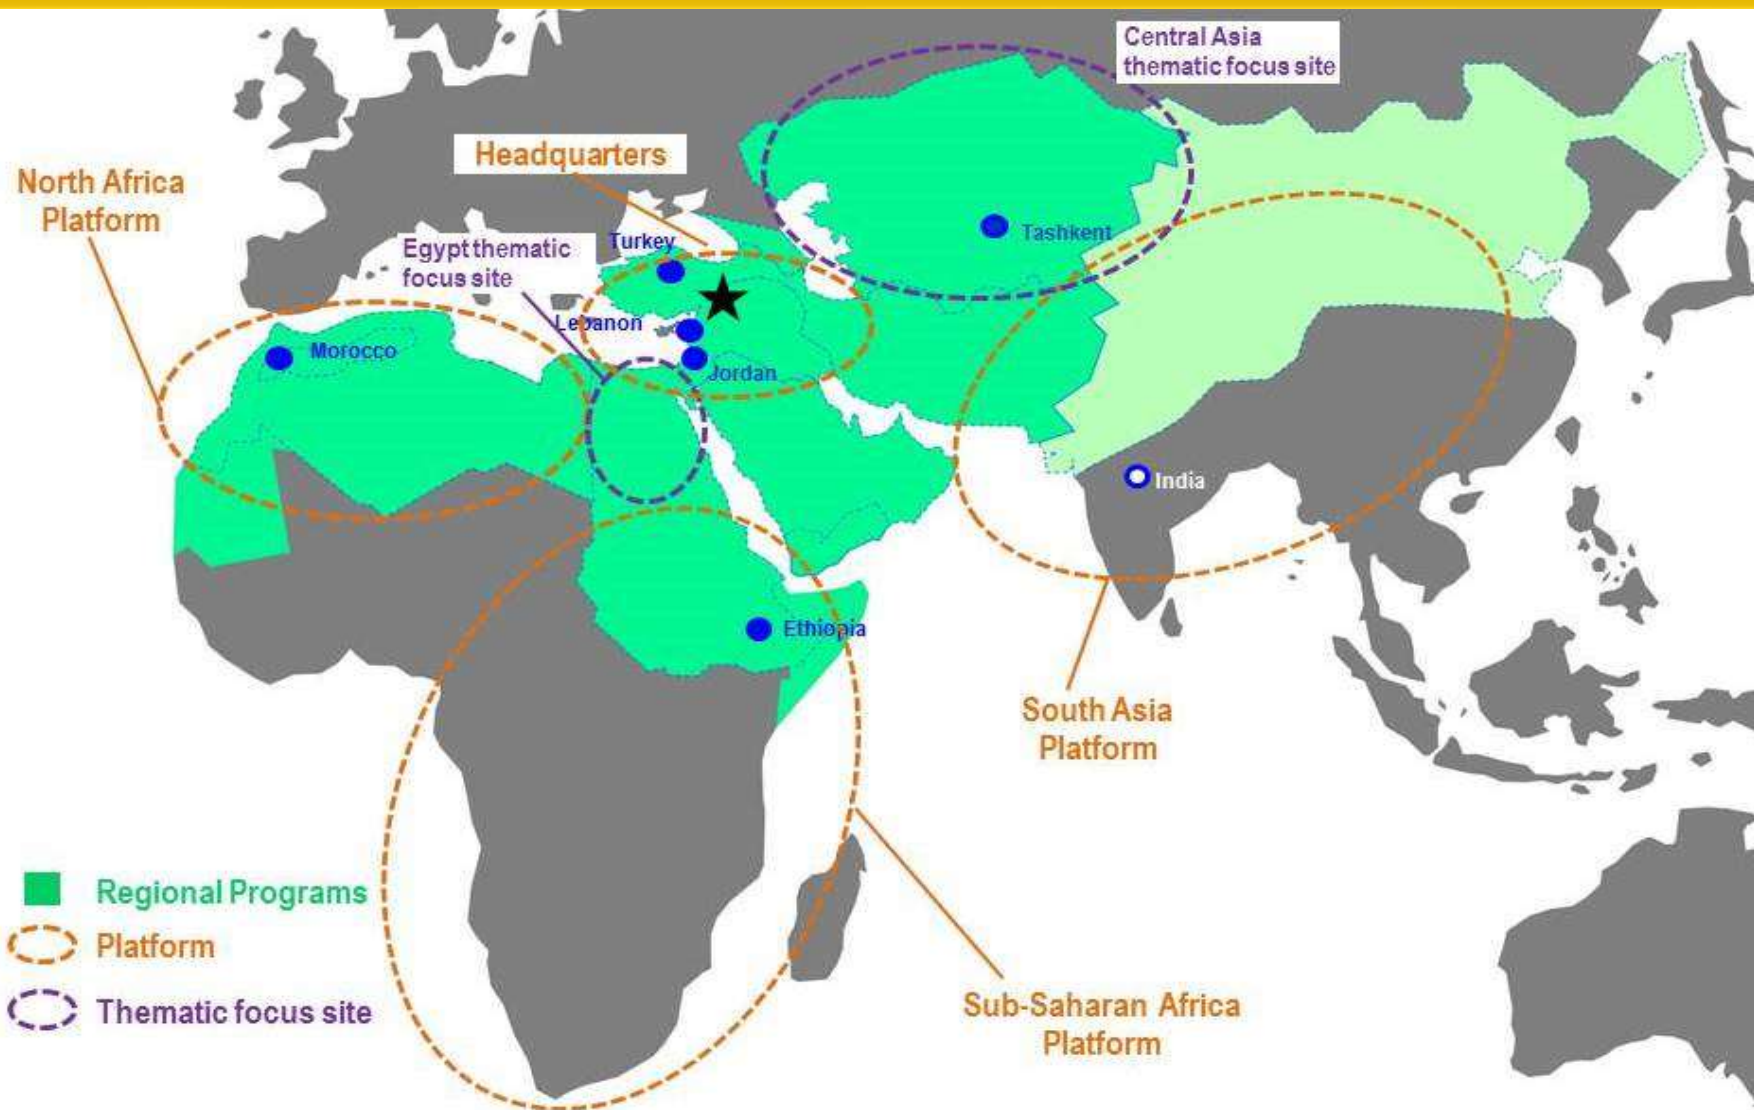 Central Asia
thematic focus site
Headquarters
North Africa
Platform
Egypt thematic
focus site
Turkey
Tashkent
Lebanon
Morocco
Jordan
India
Ethiopia
South Asia
Platform
Regional Programs
Platform
Thematic focus site
Sub-Saharan Africa
Platform